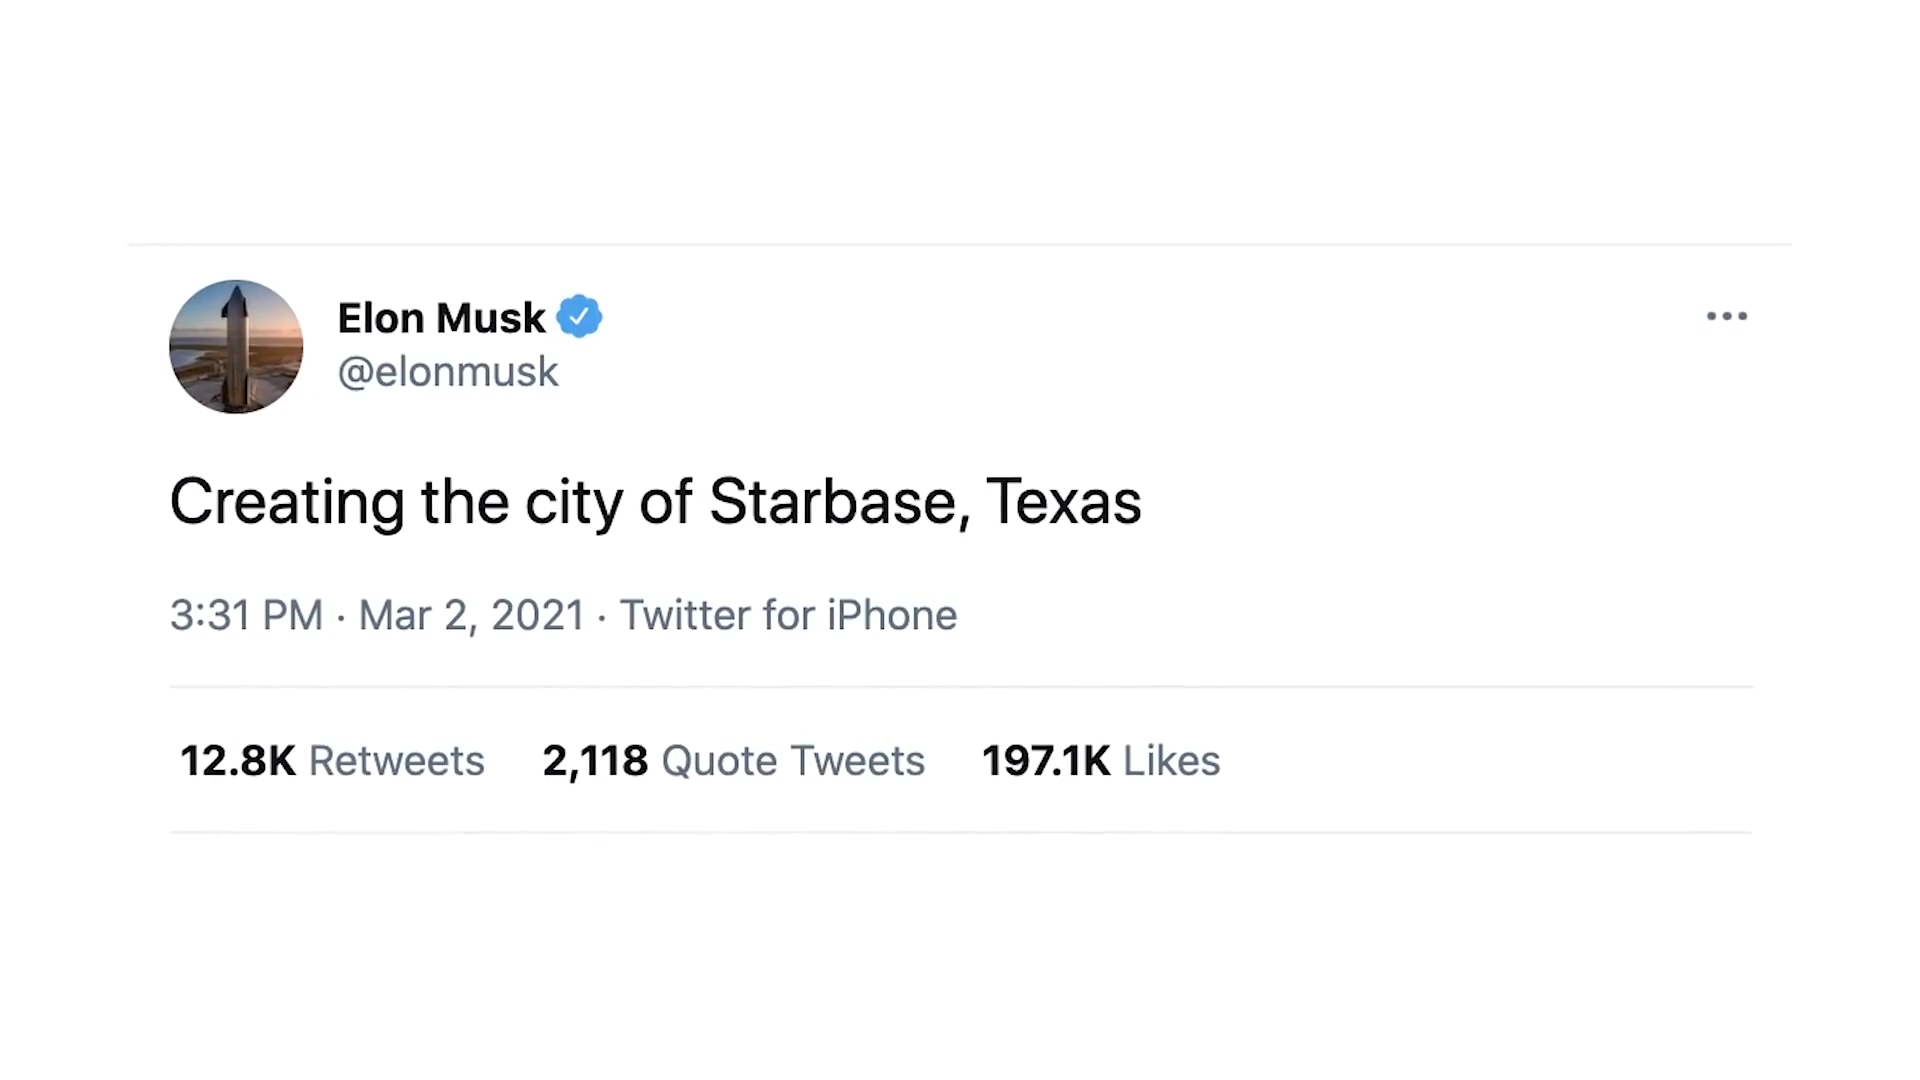 Elon Musk
@elonmusk
Creating the city of Starbase, Texas
3:31 PM · Mar 2, 2021 · Twitter for iPhone
12.8K Retweets 2,118 Quote Tweets 197.1K Likes